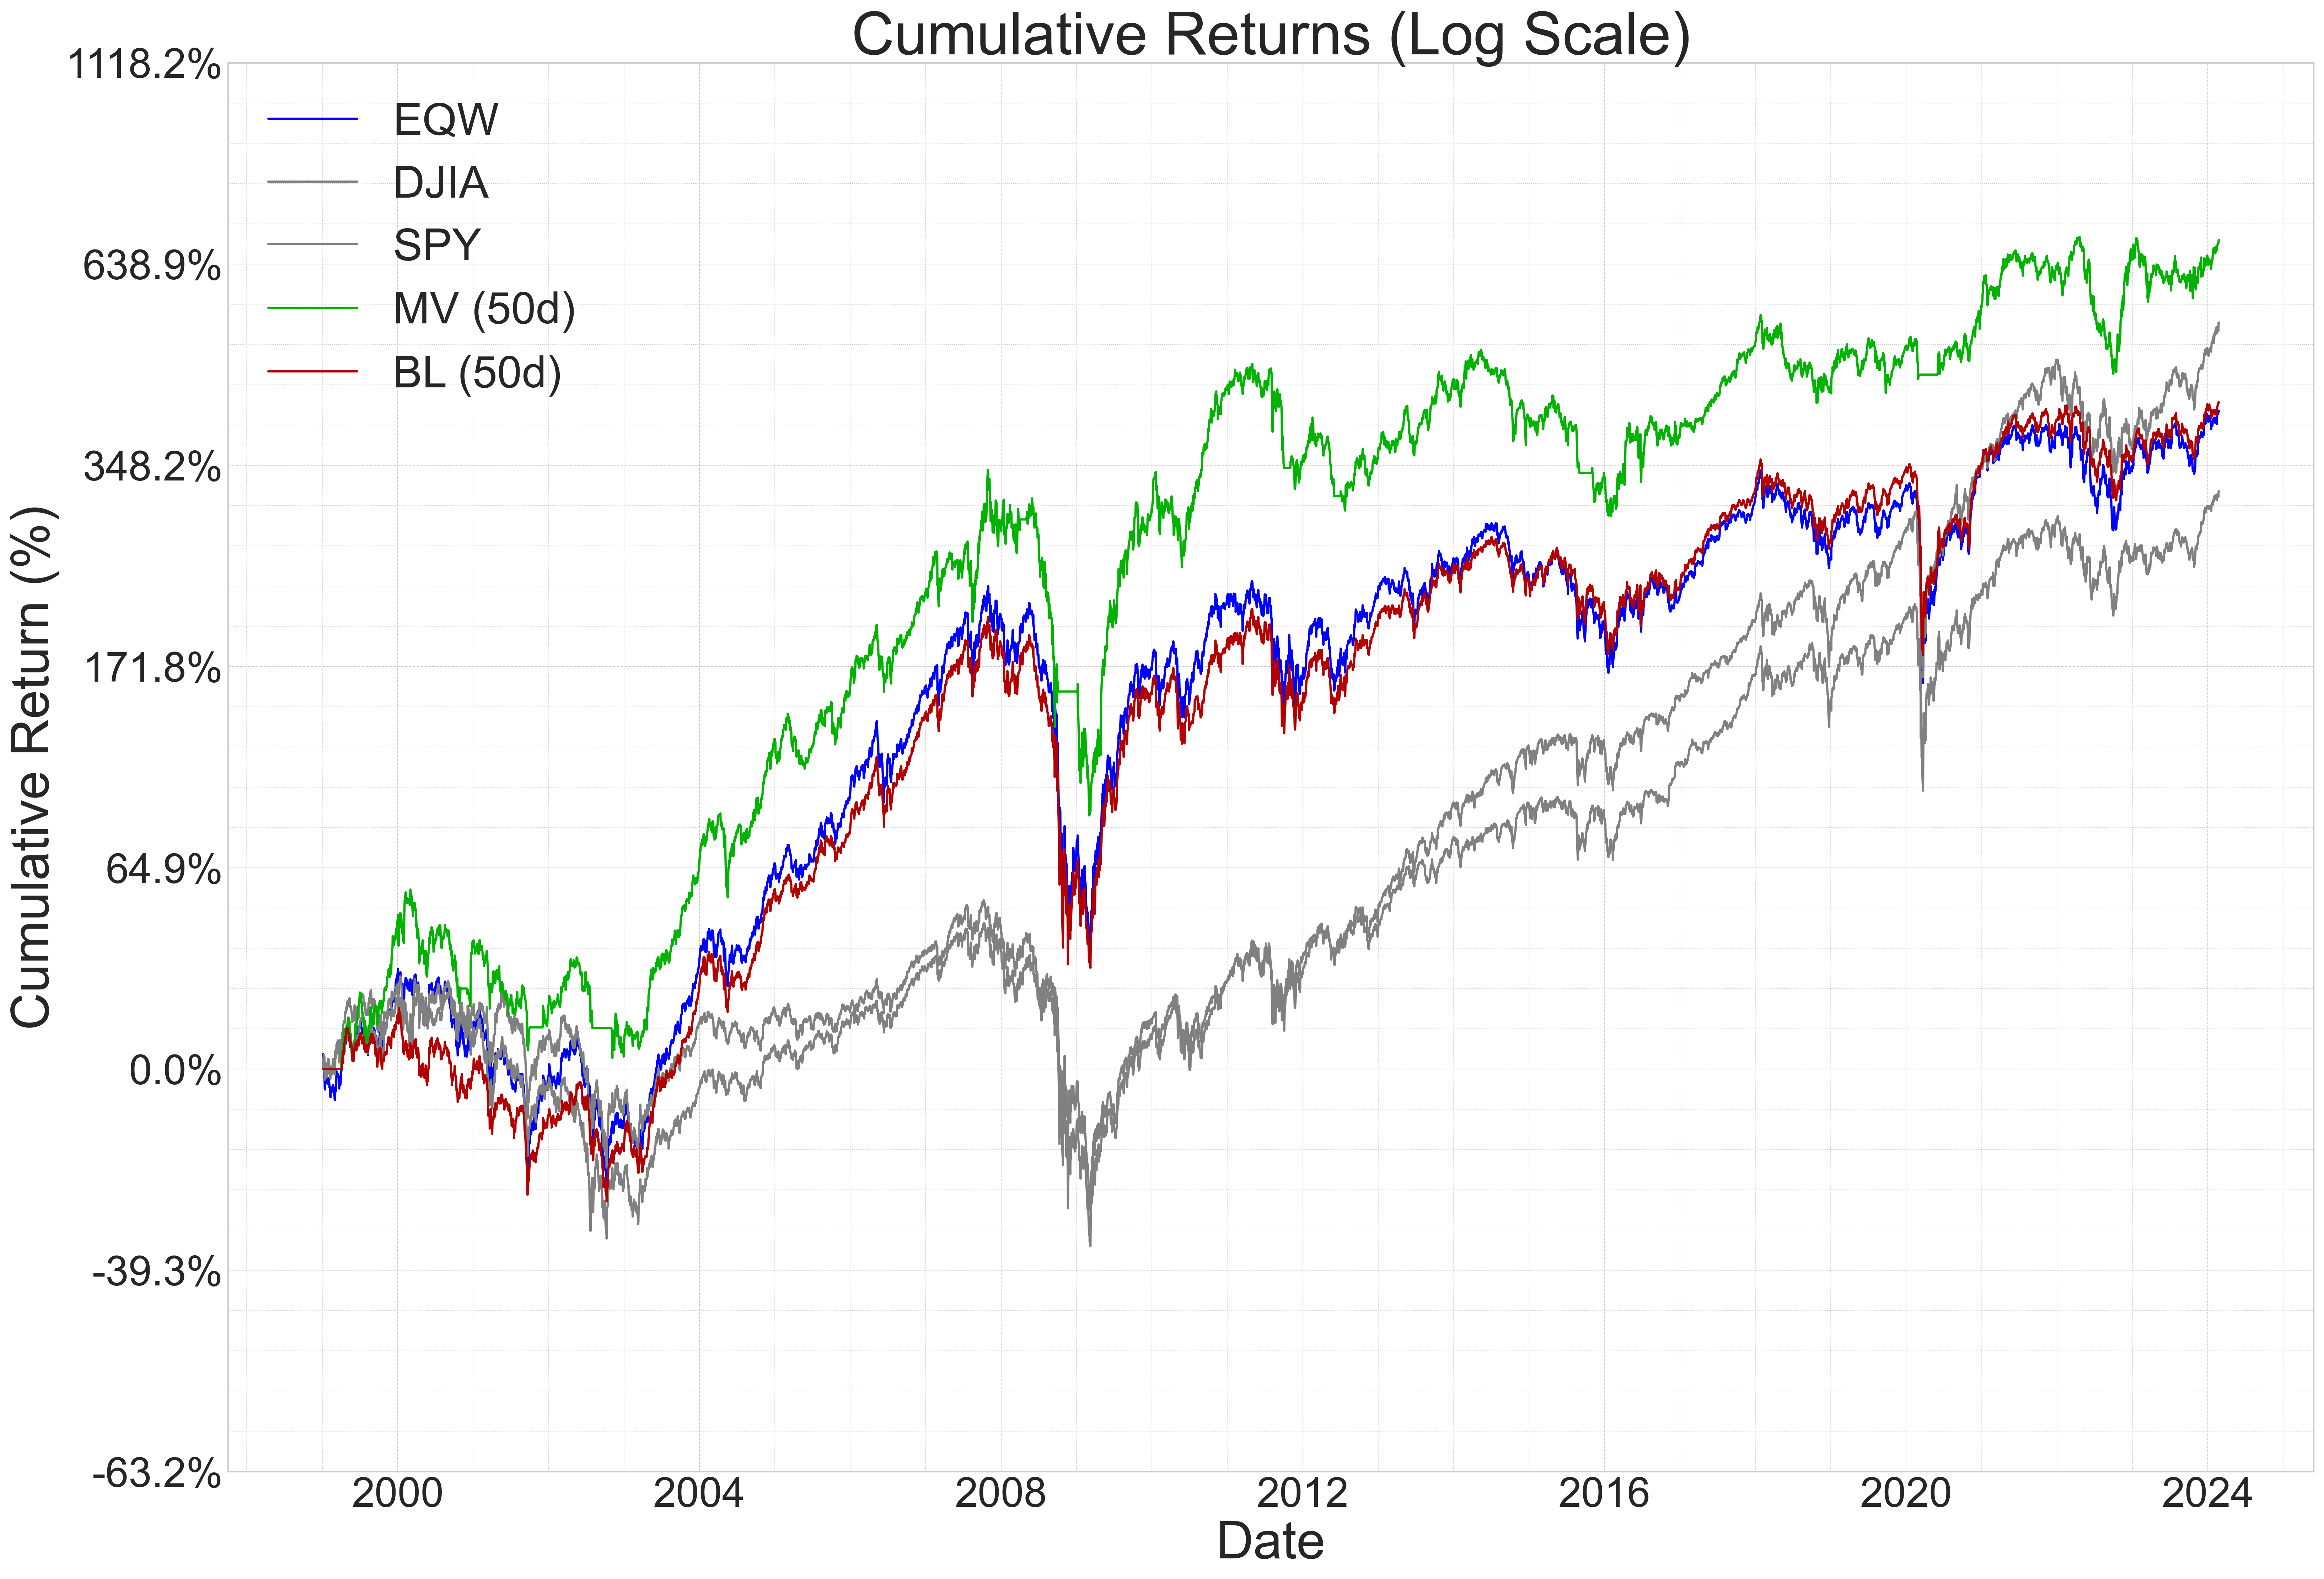 Cumulative Returns (Log Scale)
1118.2%
638.9%
348.2%
171.8%
64.9%
0.0%
-39.3%
-63.2%
Cumulative Return (%)
EQW
DJIA
SPY
MV (50d)
BL (50d)
2000
2004
2008
2012
2016
2020
2024
Date